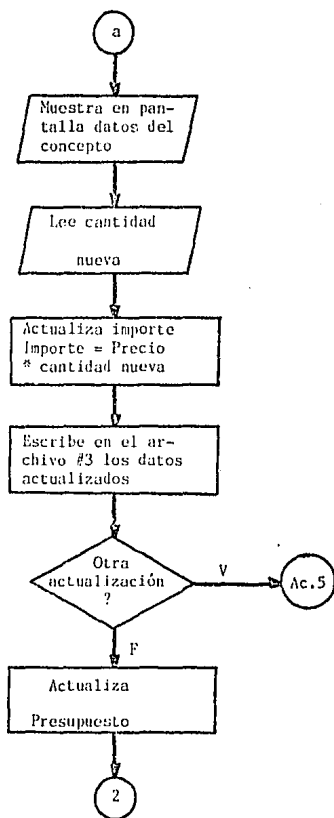 a
Muestra en pan-
talla datos del
concepto
Lee cantidad
nueva
Actualiza importe
Importe = Precio
* cantidad nueva
Escribe en el ar-
chivo #3 los datos
actualizados
Otra
actualización
?
V
Ac.5
F
Actualiza
Presupuesto
2